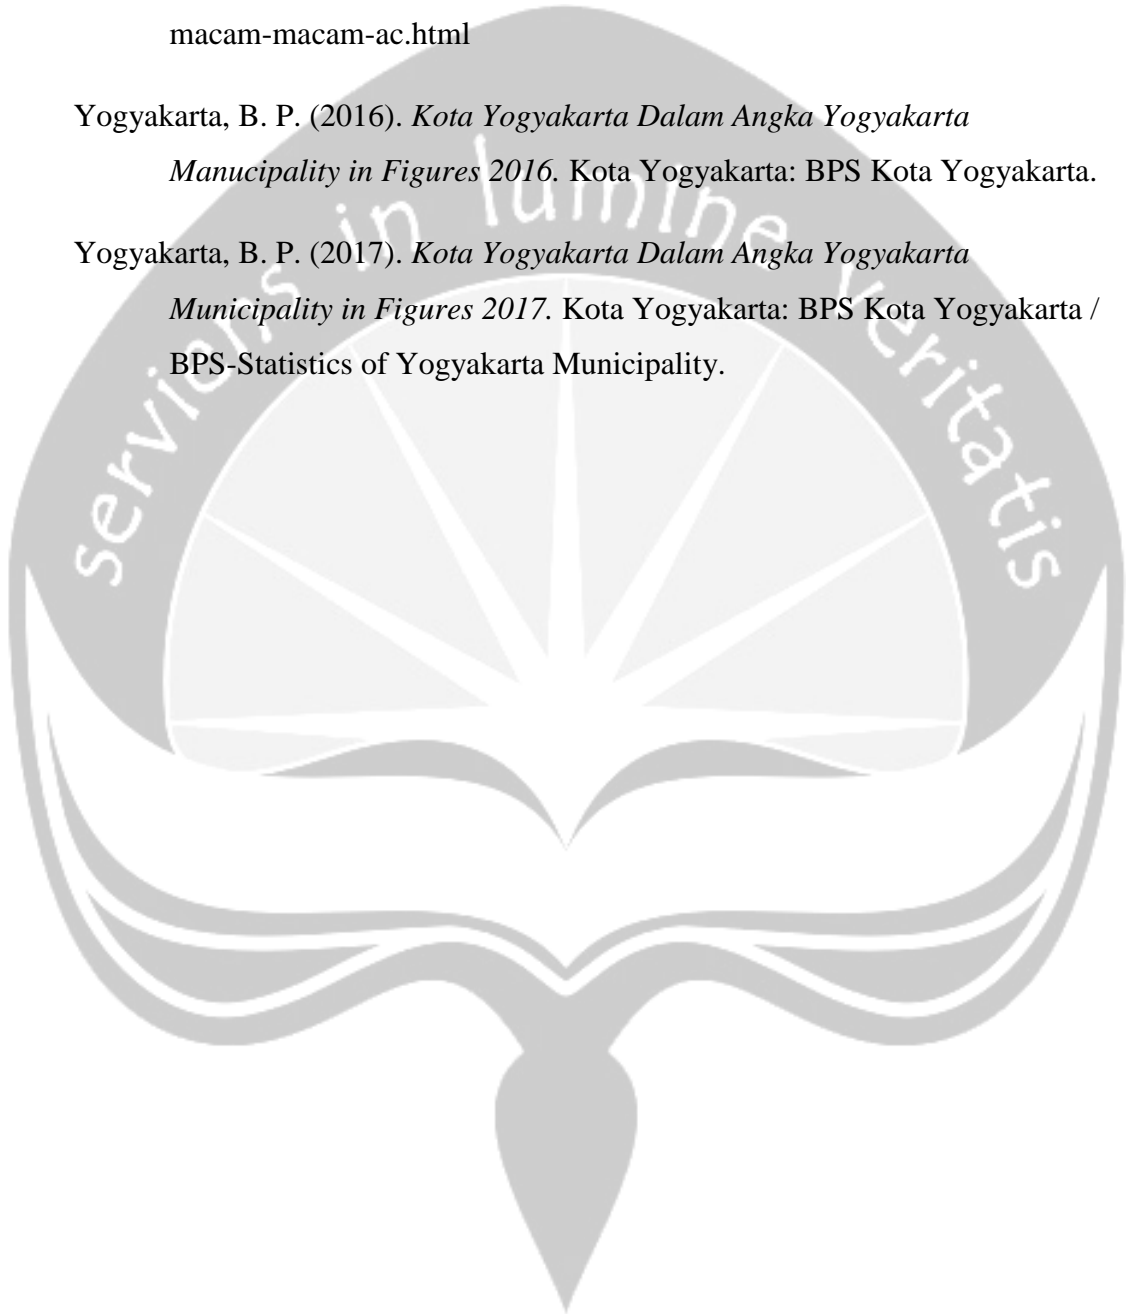 macam-macam-ac.html
Yogyakarta, B. P. (2016). Kota Yogyakarta Dalam Angka Yogyakarta
Manucipality in Figures 2016. Kota Yogyakarta: BPS Kota Yogyakarta.
Yogyakarta, B. P. (2017). Kota Yogyakarta Dalam Angka Yogyakarta
Municipality in Figures 2017. Kota Yogyakarta: BPS Kota Yogyakarta /
BPS-Statistics of Yogyakarta Municipality.
serviens in lumine veritatis